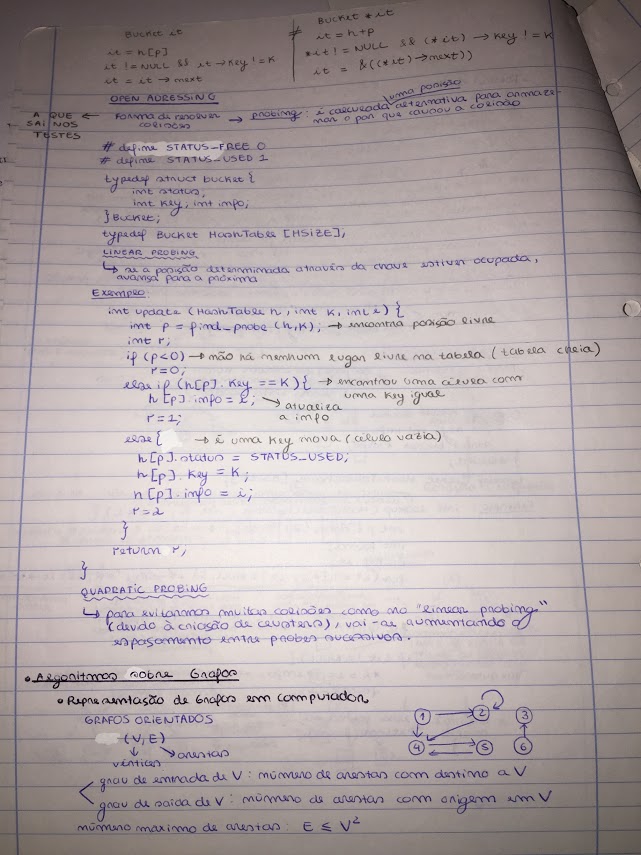 Bucket it
it = h[p]
it != NULL && it → Key != K
it = it → next
≠
Bucket * it
it = h+p
*it != NULL && (*it) → Key != K
it = &((*it) → next))
OPEN ADRESSING
A QUE SAI NOS TESTES ← Forma de resolver colisões → probing: é calculada uma posição alternativa para armazenar o par que causou a colisão
# define STATUS_FREE 0
# define STATUS_USED 1
typedef struct bucket {
int status;
int key; int info;
} Bucket;
typedef Bucket HashTable [HSIZE];
LINEAR PROBING
↳ se a posição determinada através da chave estiver ocupada,
avança para a próxima
Exemplo:
int update (HashTable h, int k, int i) {
int p = find_probe (h,k); → encontra posição livre
int r;
if (p<0) → não há nenhum lugar livre na tabela (tabela cheia)
r=0;
else if (h[p].Key == K) { → encontrou uma célula com uma key igual
h[p].info = i; → atualiza a info
r=1;
else { → é uma key nova (célula vazia)
h[p].status = STATUS_USED;
h[p].Key = K;
h[p].info = i;
r=2
}
return r;
}
QUADRATIC PROBING
↳ para evitarmos muitas colisões como no "linear probing"
(devido à criação de clusters), vai-se aumentando o
espaçamento entre probes sucessivos.
• Algoritmos sobre Grafos
• Representação de Grafos em computador
GRAFOS ORIENTADOS
(V, E)
vértices
arestas
1 2 3
4 5 6
grau de entrada de V: número de arestas com destino a V
grau de saída de V: número de arestas com origem em V
número máximo de arestas: E ≤ V²